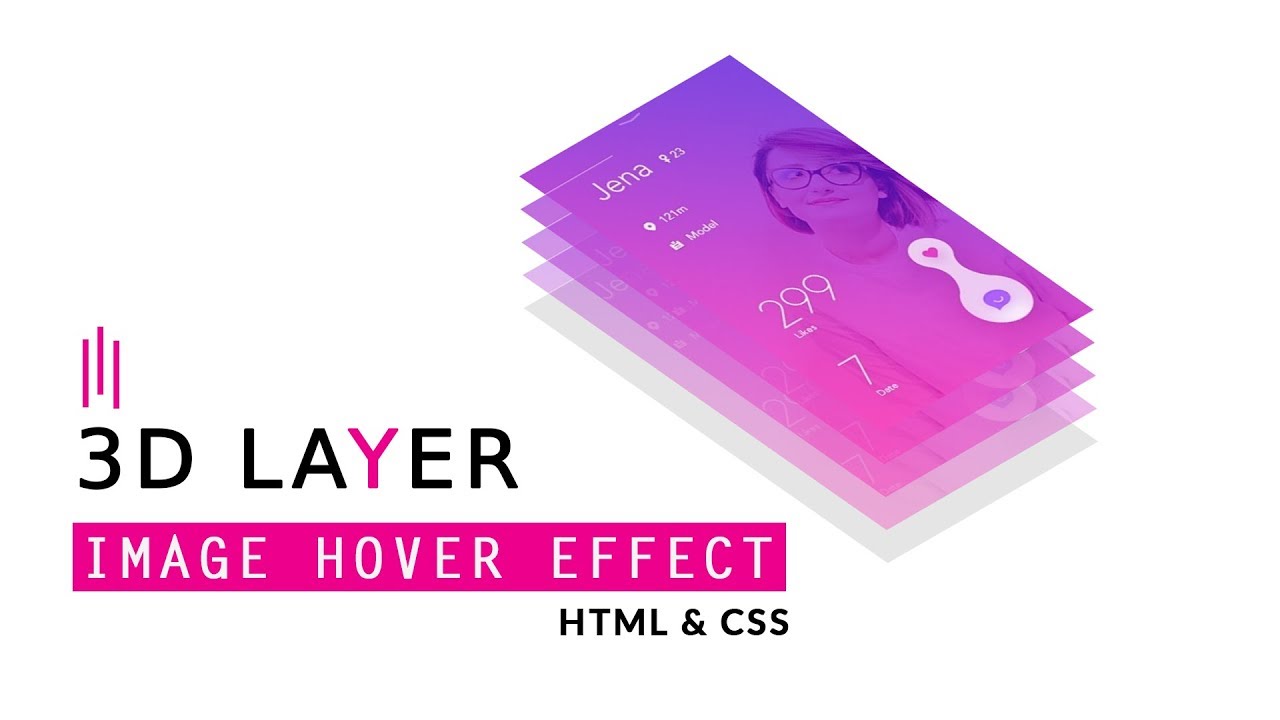 Jena 23
121m
Model
299
Likes
7
Date
3D LAYER
IMAGE HOVER EFFECT
HTML & CSS